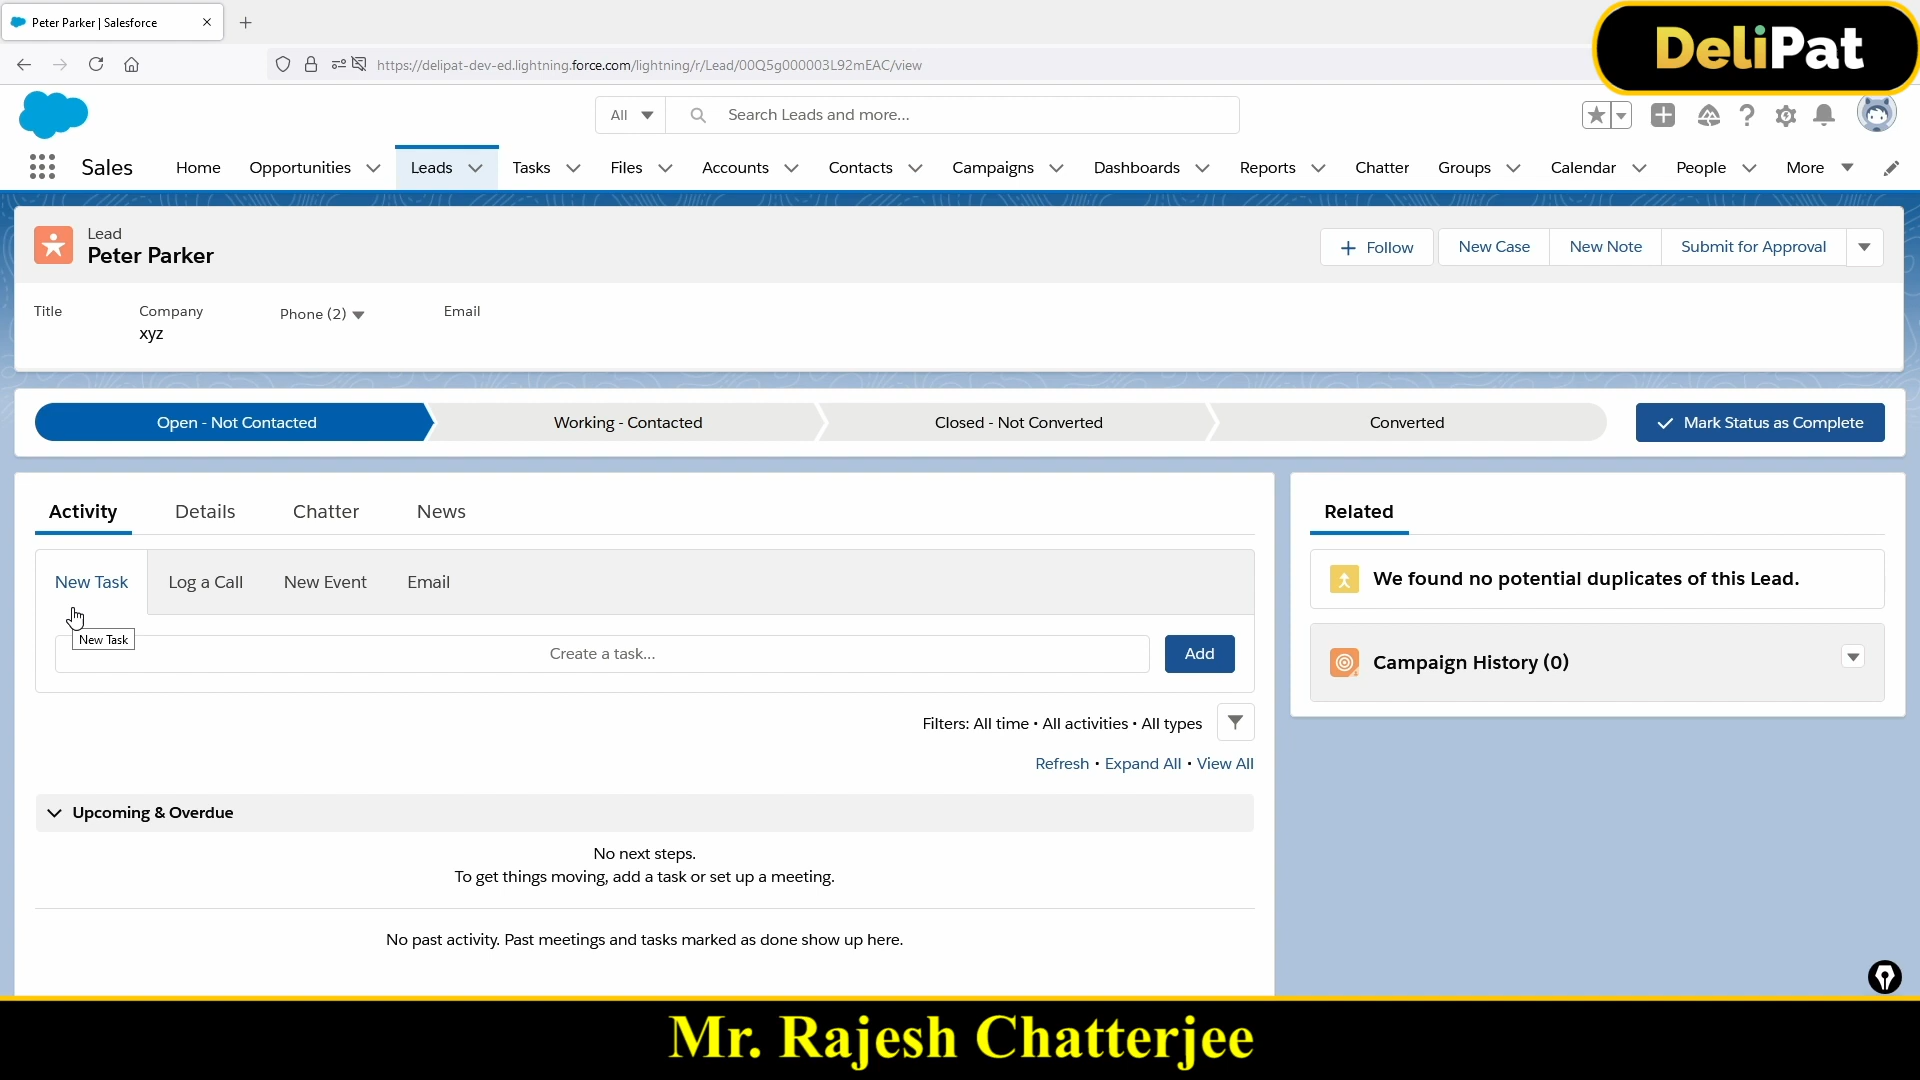 Peter Parker | Salesforce
https://delipat-dev-ed.lightning.force.com/lightning/r/Lead/00Q5g000003L92mEAC/view
DeliPat
All
Search Leads and more...
Sales
Home
Opportunities
Leads
Tasks
Files
Accounts
Contacts
Campaigns
Dashboards
Reports
Chatter
Groups
Calendar
People
More
Lead
Peter Parker
Follow
New Case
New Note
Submit for Approval
Title
Company
xyz
Phone (2)
Email
Open - Not Contacted
Working - Contacted
Closed - Not Converted
Converted
Mark Status as Complete
Activity
Details
Chatter
News
New Task
Log a Call
New Event
Email
New Task
Create a task...
Add
Filters: All time • All activities • All types
Refresh • Expand All • View All
Upcoming & Overdue
No next steps.
To get things moving, add a task or set up a meeting.
No past activity. Past meetings and tasks marked as done show up here.
Related
We found no potential duplicates of this Lead.
Campaign History (0)
Mr. Rajesh Chatterjee